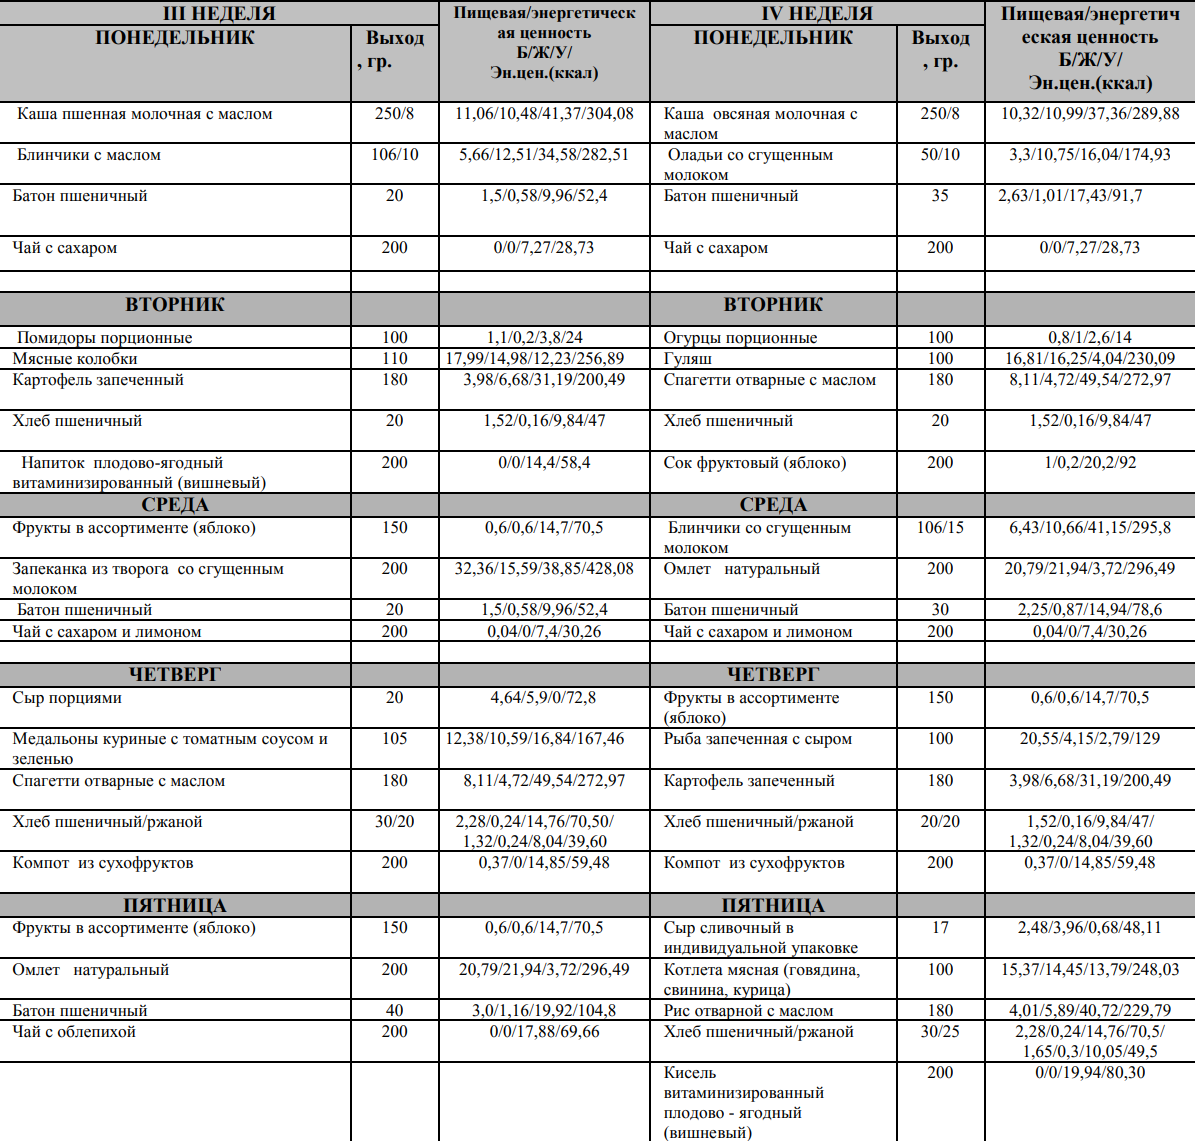 III НЕДЕЛЯ
Пищевая/энергетическ
ая ценность
Б/Ж/У/
Эн.цен.(ккал)
IV НЕДЕЛЯ
Пищевая/энергетич
еская ценность
Б/Ж/У/
Эн.цен.(ккал)
ПОНЕДЕЛЬНИК
Выход
, гр.
ПОНЕДЕЛЬНИК
Выход
, гр.
Каша пшенная молочная с маслом
250/8
11,06/10,48/41,37/304,08
Каша овсяная молочная с
маслом
250/8
10,32/10,99/37,36/289,88
Блинчики с маслом
106/10
5,66/12,51/34,58/282,51
Оладьи со сгущенным
молоком
50/10
3,3/10,75/16,04/174,93
Батон пшеничный
20
1,5/0,58/9,96/52,4
Батон пшеничный
35
2,63/1,01/17,43/91,7
Чай с сахаром
200
0/0/7,27/28,73
Чай с сахаром
200
0/0/7,27/28,73
ВТОРНИК
ВТОРНИК
Помидоры порционные
100
1,1/0,2/3,8/24
Огурцы порционные
100
0,8/1/2,6/14
Мясные колобки
110
17,99/14,98/12,23/256,89
Гуляш
100
16,81/16,25/4,04/230,09
Картофель запеченный
180
3,98/6,68/31,19/200,49
Спагетти отварные с маслом
180
8,11/4,72/49,54/272,97
Хлеб пшеничный
20
1,52/0,16/9,84/47
Хлеб пшеничный
20
1,52/0,16/9,84/47
Напиток плодово-ягодный
витаминизированный (вишневый)
200
0/0/14,4/58,4
Сок фруктовый (яблоко)
200
1/0,2/20,2/92
СРЕДА
СРЕДА
Фрукты в ассортименте (яблоко)
150
0,6/0,6/14,7/70,5
Блинчики со сгущенным
молоком
106/15
6,43/10,66/41,15/295,8
Запеканка из творога со сгущенным
молоком
200
32,36/15,59/38,85/428,08
Омлет натуральный
200
20,79/21,94/3,72/296,49
Батон пшеничный
20
1,5/0,58/9,96/52,4
Батон пшеничный
30
2,25/0,87/14,94/78,6
Чай с сахаром и лимоном
200
0,04/0/7,4/30,26
Чай с сахаром и лимоном
200
0,04/0/7,4/30,26
ЧЕТВЕРГ
ЧЕТВЕРГ
Сыр порциями
20
4,64/5,9/0/72,8
Фрукты в ассортименте
(яблоко)
150
0,6/0,6/14,7/70,5
Медальоны куриные с томатным соусом и
зеленью
105
12,38/10,59/16,84/167,46
Рыба запеченная с сыром
100
20,55/4,15/2,79/129
Спагетти отварные с маслом
180
8,11/4,72/49,54/272,97
Картофель запеченный
180
3,98/6,68/31,19/200,49
Хлеб пшеничный/ржаной
30/20
2,28/0,24/14,76/70,50/
1,32/0,24/8,04/39,60
Хлеб пшеничный/ржаной
20/20
1,52/0,16/9,84/47/
1,32/0,24/8,04/39,60
Компот из сухофруктов
200
0,37/0/14,85/59,48
Компот из сухофруктов
200
0,37/0/14,85/59,48
ПЯТНИЦА
ПЯТНИЦА
Фрукты в ассортименте (яблоко)
150
0,6/0,6/14,7/70,5
Сыр сливочный в
индивидуальной упаковке
17
2,48/3,96/0,68/48,11
Омлет натуральный
200
20,79/21,94/3,72/296,49
Котлета мясная (говядина,
свинина, курица)
100
15,37/14,45/13,79/248,03
Батон пшеничный
40
3,0/1,16/19,92/104,8
Рис отварной с маслом
180
4,01/5,89/40,72/229,79
Чай с облепихой
200
0/0/17,88/69,66
Хлеб пшеничный/ржаной
30/25
2,28/0,24/14,76/70,5/
1,65/0,3/10,05/49,5
Кисель
витаминизированный
плодово - ягодный
(вишневый)
200
0/0/19,94/80,30